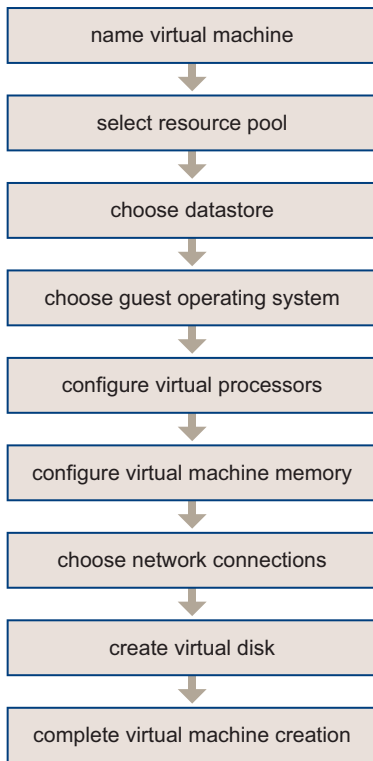 name virtual machine
select resource pool
choose datastore
choose guest operating system
configure virtual processors
configure virtual machine memory
choose network connections
create virtual disk
complete virtual machine creation